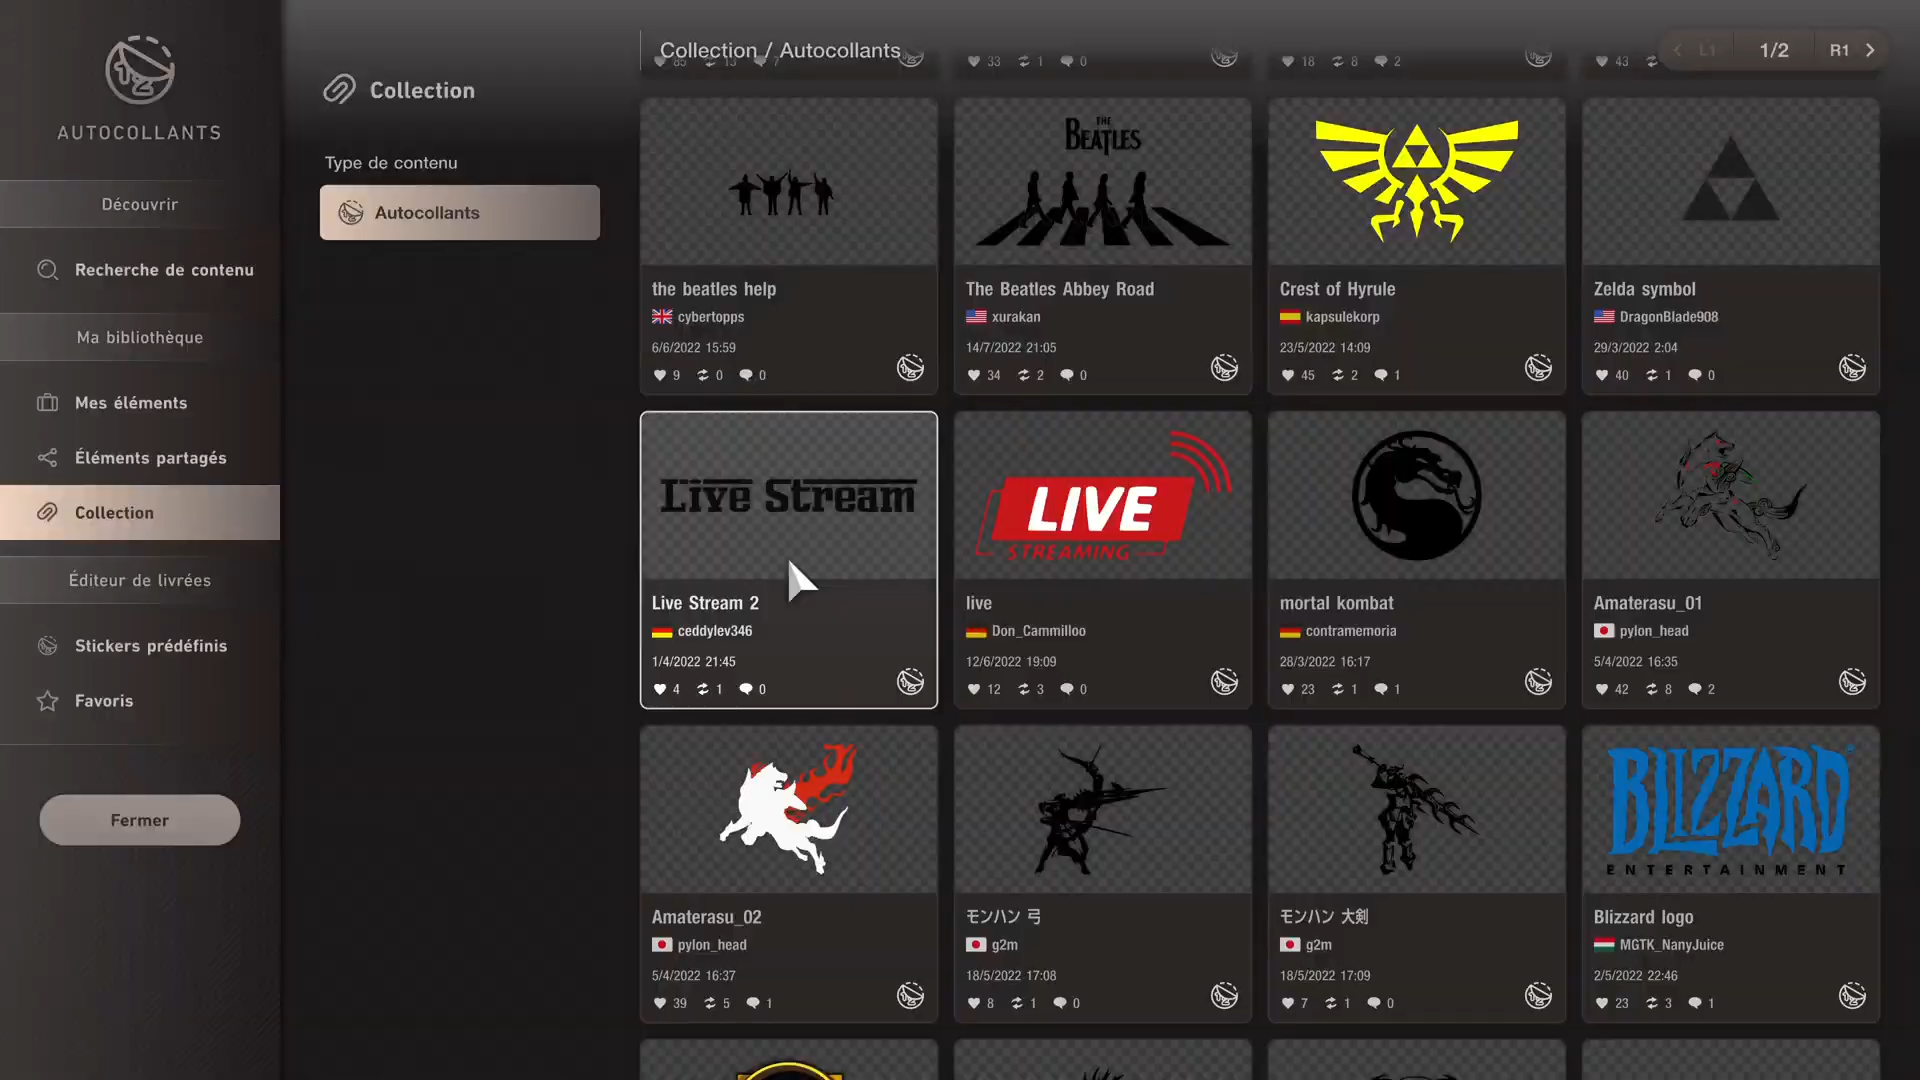 AUTOCOLLANTS
Découvrir
Recherche de contenu
Ma bibliothèque
Mes éléments
Éléments partagés
Collection
Éditeur de livrées
Stickers prédéfinis
Favoris
Fermer
Collection
Type de contenu
Autocollants
Collection / Autocollants
L1
1/2
R1
85 13 7
33 1 0
18 8 2
43
the beatles help
cybertopps
6/6/2022 15:59
9 0 0
THE
BEATLES
The Beatles Abbey Road
xurakan
14/7/2022 21:05
34 2 0
Crest of Hyrule
kapsulekorp
23/5/2022 14:09
45 2 1
Zelda symbol
DragonBlade908
29/3/2022 2:04
40 1 0
Live Stream
Live Stream 2
ceddylev346
1/4/2022 21:45
4 1 0
LIVE
STREAMING
live
Don_Cammilloo
12/6/2022 19:09
12 3 0
mortal kombat
contramemoria
28/3/2022 16:17
23 1 1
Amaterasu_01
pylon_head
5/4/2022 16:35
42 8 2
Amaterasu_02
pylon_head
5/4/2022 16:37
39 5 1
モンハン 弓
g2m
18/5/2022 17:08
8 1 0
モンハン 大剣
g2m
18/5/2022 17:09
7 1 0
BLIZZARD®
ENTERTAINMENT
Blizzard logo
MGTK_NanyJuice
2/5/2022 22:46
23 3 1